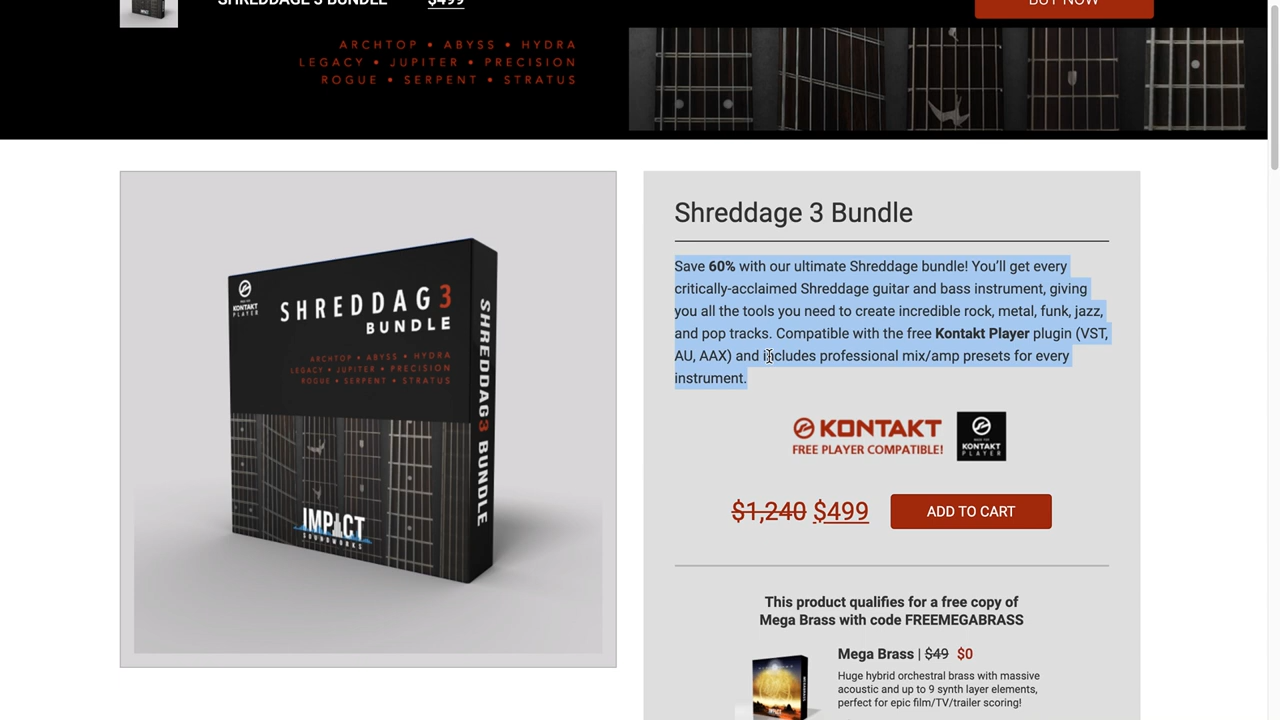 SHREDDAGE 3 BUNDLE $499
BUY NOW
ARCHTOP • ABYSS • HYDRA
LEGACY • JUPITER • PRECISION
ROGUE • SERPENT • STRATUS
KONTAKT
PLAYER
SHREDDAG3
BUNDLE
ARCHTOP • ABYSS • HYDRA
LEGACY • JUPITER • PRECISION
ROGUE • SERPENT • STRATUS
SHREDDAG3 BUNDLE
IMPACT
SOUNDWORKS
Shreddage 3 Bundle
Save 60% with our ultimate Shreddage bundle! You’ll get every
critically-acclaimed Shreddage guitar and bass instrument, giving
you all the tools you need to create incredible rock, metal, funk, jazz,
and pop tracks. Compatible with the free Kontakt Player plugin (VST,
AU, AAX) and includes professional mix/amp presets for every
instrument.
KONTAKT
FREE PLAYER COMPATIBLE!
KONTAKT
PLAYER
$1,240 $499 ADD TO CART
This product qualifies for a free copy of
Mega Brass with code FREEMEGABRASS
Mega Brass | $49 $0
Huge hybrid orchestral brass with massive
acoustic and up to 9 synth layer elements,
perfect for epic film/TV/trailer scoring!